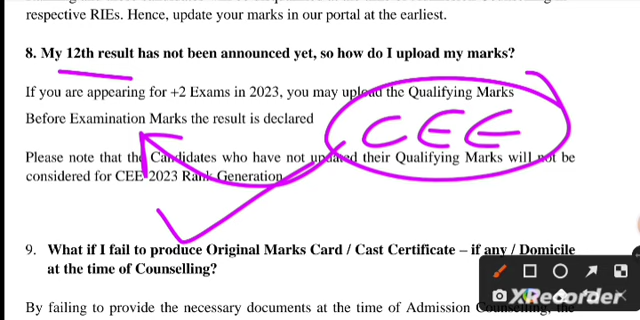 respective RIEs. Hence, update your marks in our portal at the earliest.
8. My 12th result has not been announced yet, so how do I upload my marks?
If you are appearing for +2 Exams in 2023, you may upload the Qualifying Marks
Before Examination Marks the result is declared
CEE
Please note that the Candidates who have not updated their Qualifying Marks will not be
considered for CEE 2023 Rank Generation
9. What if I fail to produce Original Marks Card / Cast Certificate – if any / Domicile
at the time of Counselling?
By failing to provide the necessary documents at the time of Admission Counselling, the
XRecorder